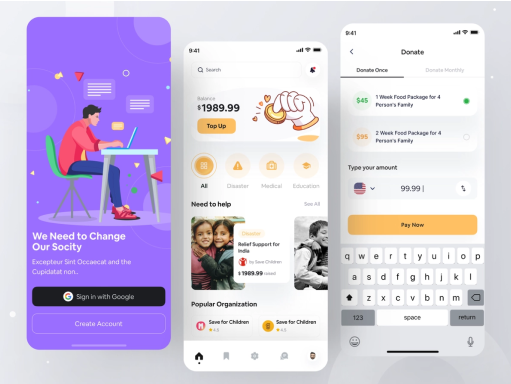 We Need to Change
Our Socity
Excepteur Sint Occaecat and the
Cupidatat non..
Sign in with Google
Create Account
9:41
Search
Balance
$1989.99
Top Up
All
Disaster
Medical
Education
Need to help
See All
Disaster
Relief Support for
India
by Save Children
$1989.99 raised
Popular Organization
Save for Children
4.5
Save for Children
4.5
9:41
Donate
Donate Once
Donate Monthly
$45
1 Week Food Package for 4
Person's Family
$95
2 Week Food Package for 4
Person's Family
Type your amount
99.99
Pay Now
q w e r t y u i o p
a s d f g h j k l
z x c v b n m
123
space
return